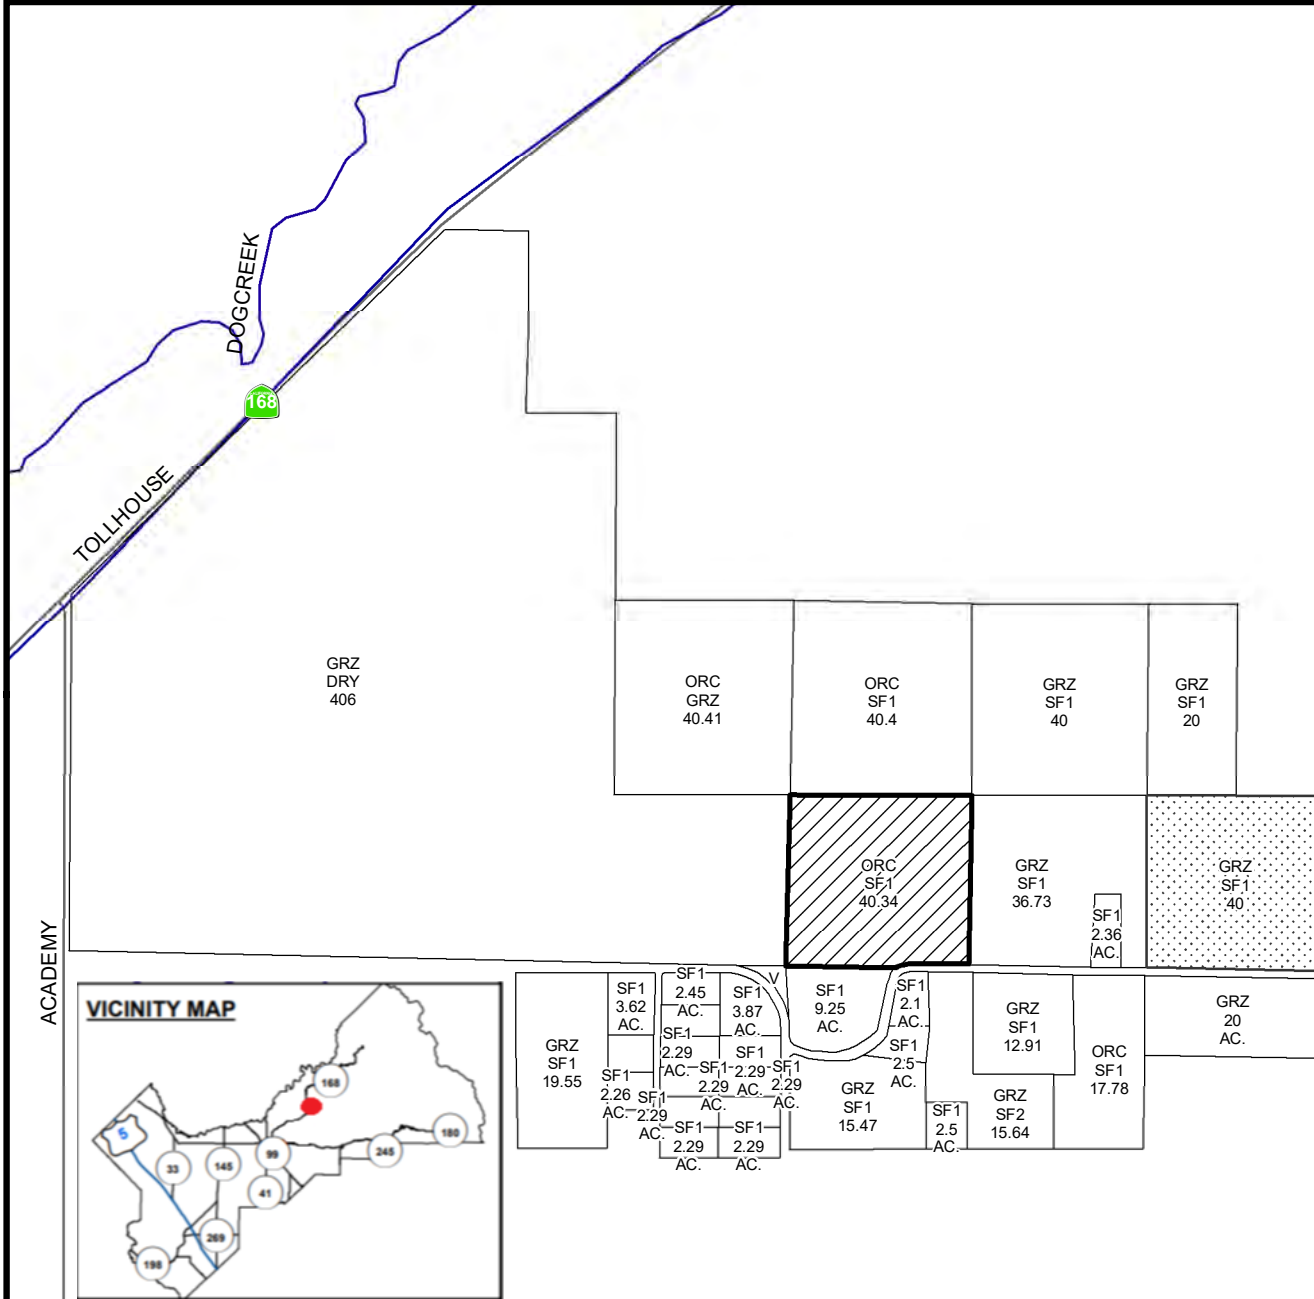 DOGCREEK
168
TOLLHOUSE
GRZ
DRY
406
ORC
GRZ
40.41
ORC
SF1
40.4
GRZ
SF1
40
GRZ
SF1
20
ORC
SF1
40.34
GRZ
SF1
36.73
SF1
2.36
AC.
GRZ
SF1
40
ACADEMY
GRZ
SF1
19.55
SF1
3.62
AC.
SF1
2.26
AC.
SF1
2.45
AC.
SF1
3.87
AC.
V
SF1
2.29
AC.
SF1
2.29
AC.
SF1
2.29
AC.
SF1
2.29
AC.
SF1
2.29
AC.
SF1
2.29
AC.
SF1
2.29
AC.
SF1
9.25
AC.
SF1
2.1
AC.
SF1
2.5
AC.
GRZ
SF1
15.47
SF1
2.5
AC.
GRZ
SF1
12.91
GRZ
SF2
15.64
ORC
SF1
17.78
GRZ
20
AC.
VICINITY MAP
168
5
33
145
99
41
245
180
269
198